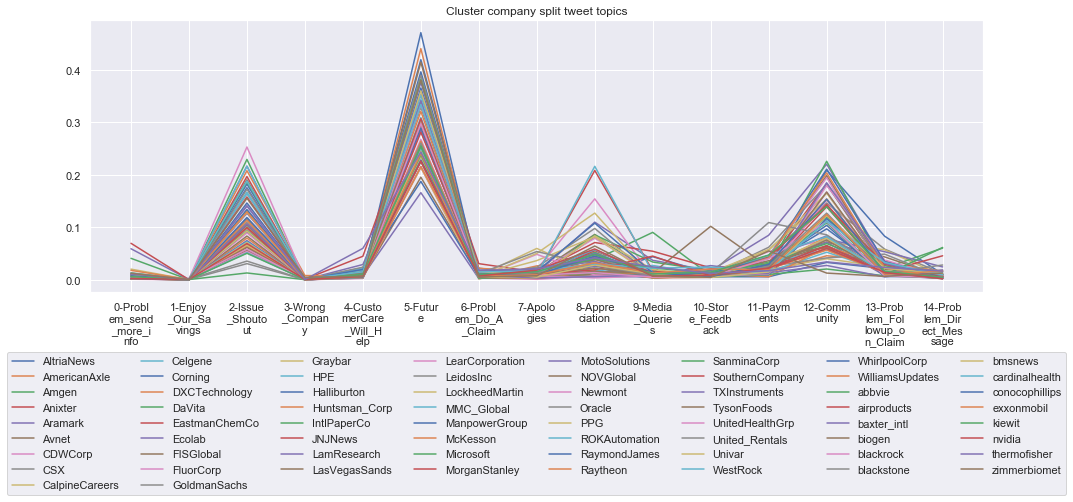 Cluster company split tweet topics
0.4
0.3
0.2
0.1
0.0
0-Probl
em_send
_more_i
nfo
1-Enjoy
_Our_Sa
vings
2-Issue
_Shouto
ut
3-Wrong
_Compan
y
4-Custo
merCare
_Will_H
elp
5-Futur
e
6-Probl
em_Do_A
_Claim
7-Apolo
gies
8-Appre
ciation
9-Media
_Querie
s
10-Stor
e_Feedb
ack
11-Paym
ents
12-Comm
unity
13-Prob
lem_Fol
lowup_o
n_Claim
14-Prob
lem_Dir
ect_Mes
sage
AltriaNews
AmericanAxle
Amgen
Anixter
Aramark
Avnet
CDWCorp
CSX
CalpineCareers
Celgene
Corning
DXCTechnology
DaVita
EastmanChemCo
Ecolab
FISGlobal
FluorCorp
GoldmanSachs
Graybar
HPE
Halliburton
Huntsman_Corp
IntlPaperCo
JNJNews
LamResearch
LasVegasSands
LearCorporation
LeidosInc
LockheedMartin
MMC_Global
ManpowerGroup
McKesson
Microsoft
MorganStanley
MotoSolutions
NOVGlobal
Newmont
Oracle
PPG
ROKAutomation
RaymondJames
Raytheon
SanminaCorp
SouthernCompany
TXInstruments
TysonFoods
UnitedHealthGrp
United_Rentals
Univar
WestRock
WhirlpoolCorp
WilliamsUpdates
abbvie
airproducts
baxter_intl
biogen
blackrock
blackstone
bmsnews
cardinalhealth
conocophillips
exxonmobil
kiewit
nvidia
thermofisher
zimmerbiomet